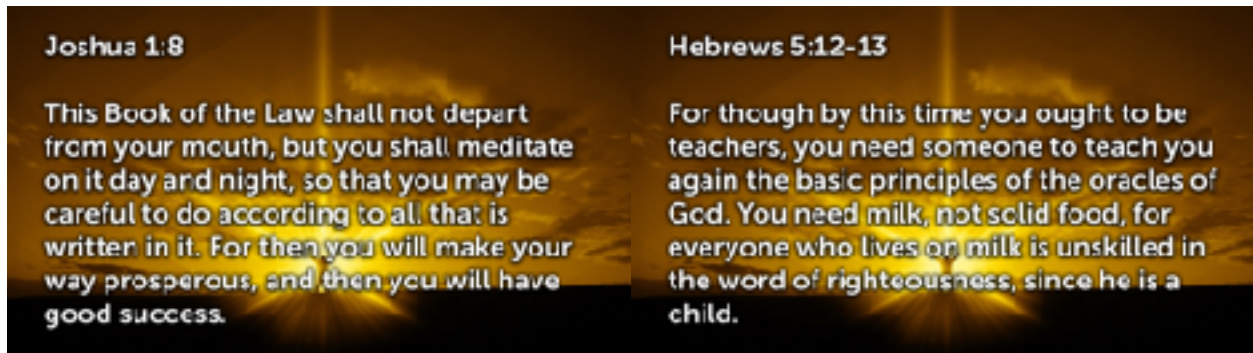 Joshua 1:8
This Book of the Law shall not depart
from your mouth, but you shall meditate
on it day and night, so that you may be
careful to do according to all that is
written in it. For then you will make your
way prosperous, and then you will have
good success.
Hebrews 5:12-13
For though by this time you ought to be
teachers, you need someone to teach you
again the basic principles of the oracles of
God. You need milk, not solid food, for
everyone who lives on milk is unskilled in
the word of righteousness, since he is a
child.